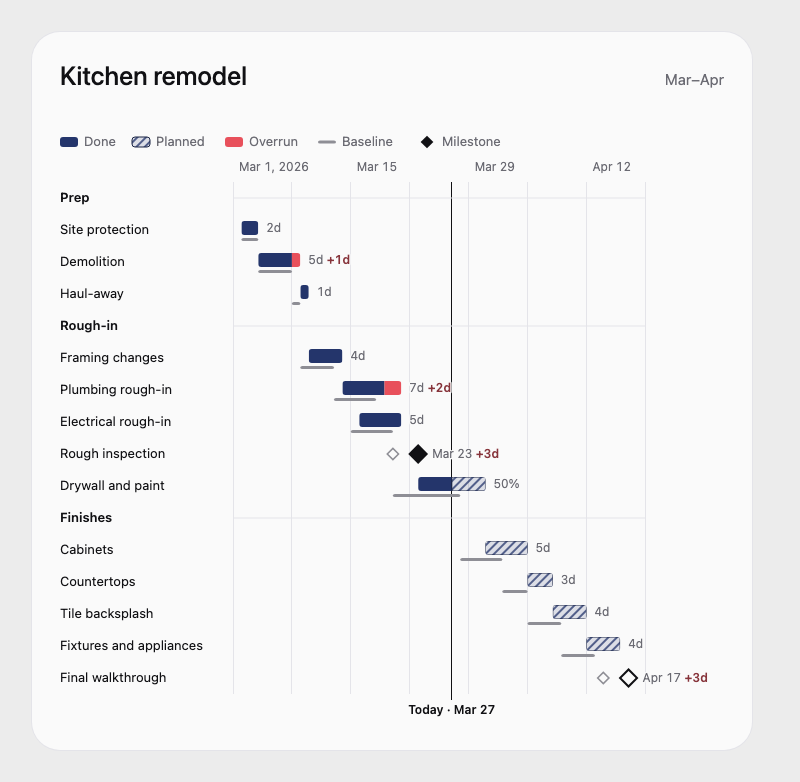 Kitchen remodel
Mar–Apr
Done Planned Overrun Baseline Milestone
Mar 1, 2026 Mar 15 Mar 29 Apr 12
Prep
Site protection 2d
Demolition 5d +1d
Haul-away 1d
Rough-in
Framing changes 4d
Plumbing rough-in 7d +2d
Electrical rough-in 5d
Rough inspection Mar 23 +3d
Drywall and paint 50%
Finishes
Cabinets 5d
Countertops 3d
Tile backsplash 4d
Fixtures and appliances 4d
Final walkthrough Apr 17 +3d
Today · Mar 27